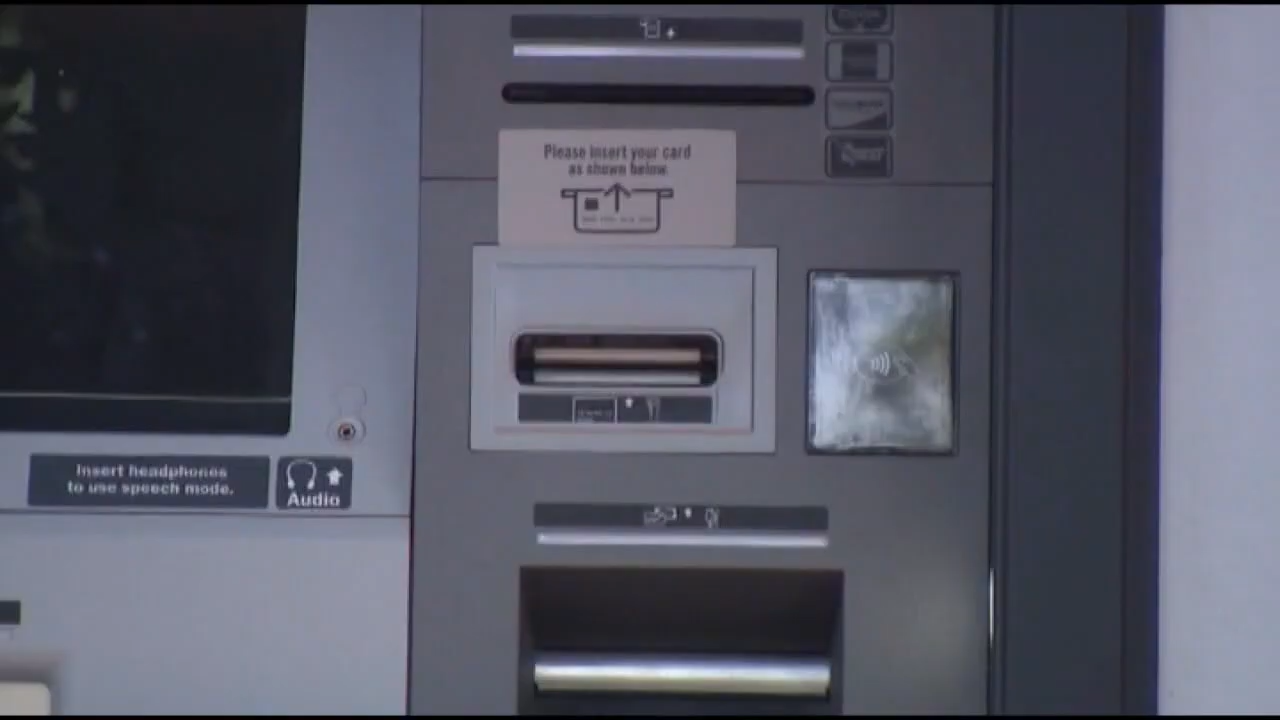 Please insert your card
as shown below.
Insert headphones
to use speech mode.
Audio